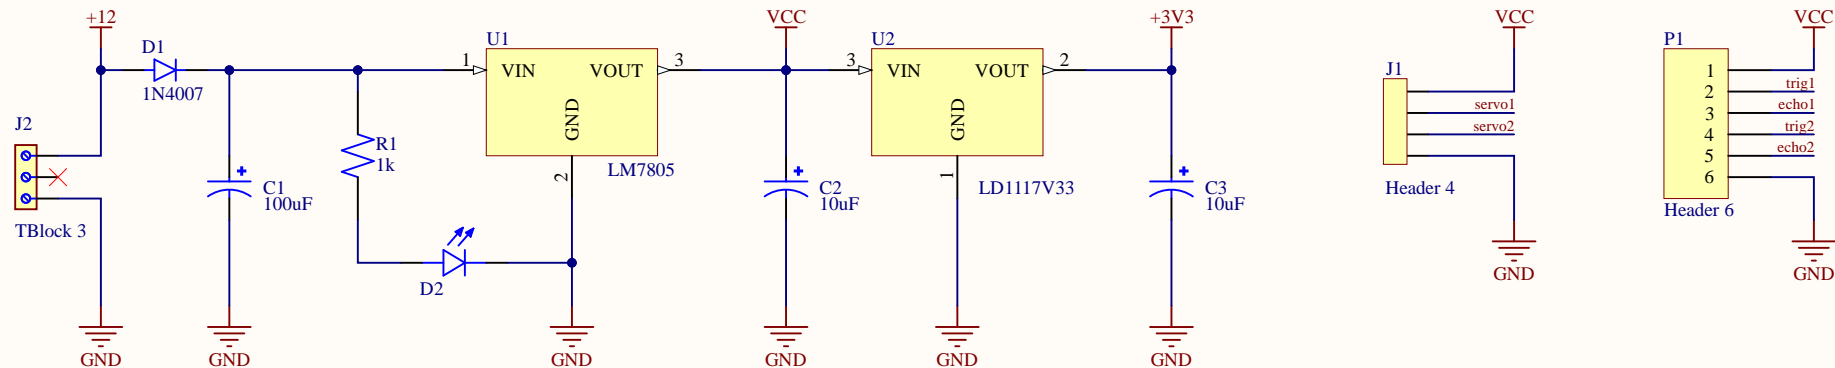 +12
D1
1N4007
J2
TBlock 3
GND
C1
100uF
GND
R1
1k
D2
U1
1
VIN
VOUT
3
GND
2
LM7805
GND
VCC
C2
10uF
GND
U2
3
VIN
VOUT
2
GND
1
LD1117V33
GND
+3V3
C3
10uF
GND
VCC
J1
servo1
servo2
Header 4
GND
VCC
P1
1
2
3
4
5
6
trig1
echo1
trig2
echo2
Header 6
GND